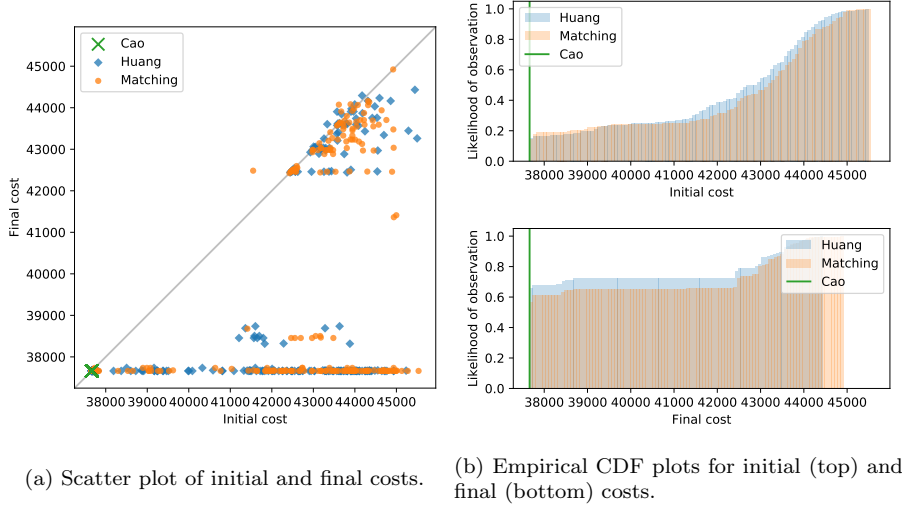 Cao
Huang
Matching
45000
44000
43000
42000
41000
40000
39000
38000
Final cost
38000 39000 40000 41000 42000 43000 44000 45000
Initial cost
(a) Scatter plot of initial and final costs.
Huang
Matching
Cao
1.0
0.8
0.6
0.4
0.2
0.0
Likelihood of observation
38000 39000 40000 41000 42000 43000 44000 45000
Initial cost
Huang
Matching
Cao
1.0
0.8
0.6
0.4
0.2
0.0
Likelihood of observation
38000 39000 40000 41000 42000 43000 44000 45000
Final cost
(b) Empirical CDF plots for initial (top) and
final (bottom) costs.